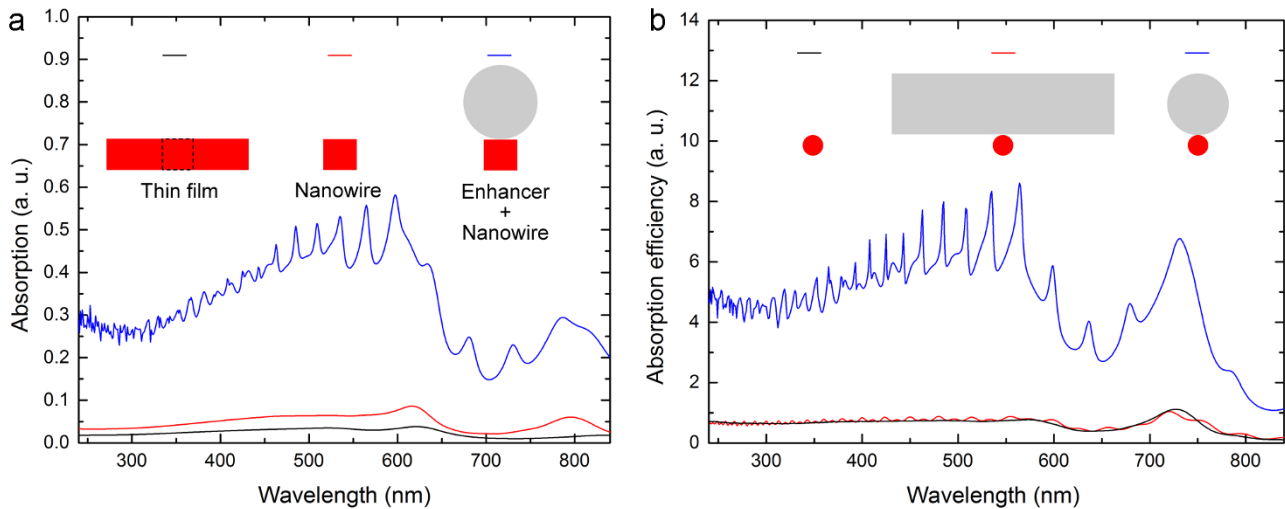 a
Absorption (a. u.)
1.0
0.9
0.8
0.7
0.6
0.5
0.4
0.3
0.2
0.1
0.0
Thin film
Nanowire
Enhancer
+
Nanowire
300 400 500 600 700 800
Wavelength (nm)
b
Absorption efficiency (a. u.)
14
12
10
8
6
4
2
0
300 400 500 600 700 800
Wavelength (nm)